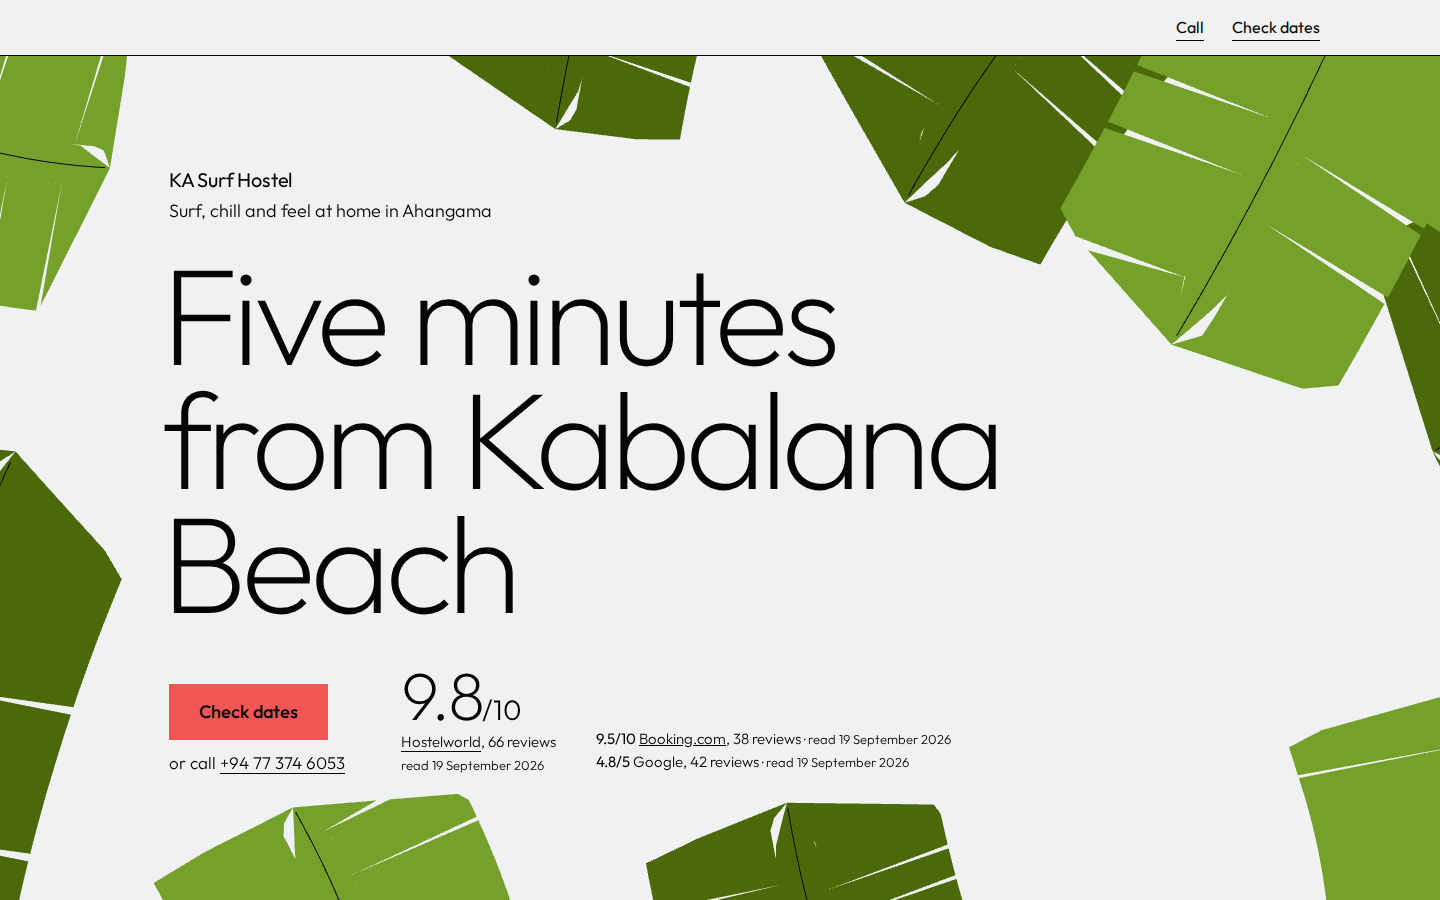 Call
Check dates
KA Surf Hostel
Surf, chill and feel at home in Ahangama
Five minutes
from Kabalana
Beach
Check dates
or call +94 77 374 6053
9.8/10
Hostelworld, 66 reviews
read 19 September 2026
9.5/10 Booking.com, 38 reviews · read 19 September 2026
4.8/5 Google, 42 reviews · read 19 September 2026